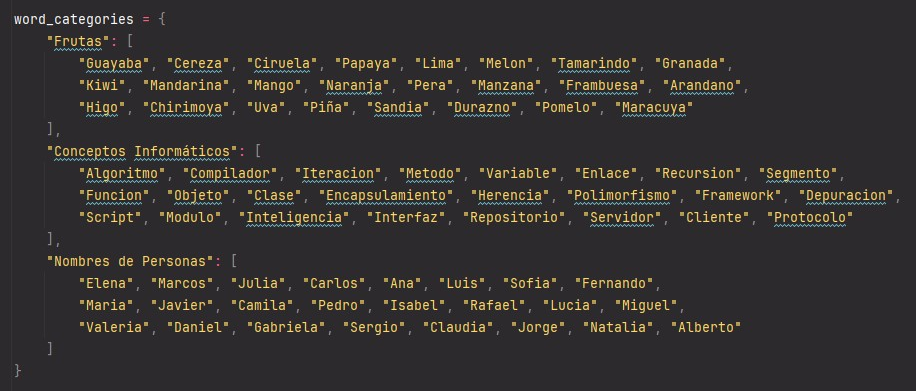 word_categories = {
    "Frutas": [
        "Guayaba", "Cereza", "Ciruela", "Papaya", "Lima", "Melon", "Tamarindo", "Granada",
        "Kiwi", "Mandarina", "Mango", "Naranja", "Pera", "Manzana", "Frambuesa", "Arandano",
        "Higo", "Chirimoya", "Uva", "Piña", "Sandia", "Durazno", "Pomelo", "Maracuya"
    ],
    "Conceptos Informáticos": [
        "Algoritmo", "Compilador", "Iteracion", "Metodo", "Variable", "Enlace", "Recursion", "Segmento",
        "Funcion", "Objeto", "Clase", "Encapsulamiento", "Herencia", "Polimorfismo", "Framework", "Depuracion",
        "Script", "Modulo", "Inteligencia", "Interfaz", "Repositorio", "Servidor", "Cliente", "Protocolo"
    ],
    "Nombres de Personas": [
        "Elena", "Marcos", "Julia", "Carlos", "Ana", "Luis", "Sofia", "Fernando",
        "Maria", "Javier", "Camila", "Pedro", "Isabel", "Rafael", "Lucia", "Miguel",
        "Valeria", "Daniel", "Gabriela", "Sergio", "Claudia", "Jorge", "Natalia", "Alberto"
    ]
}